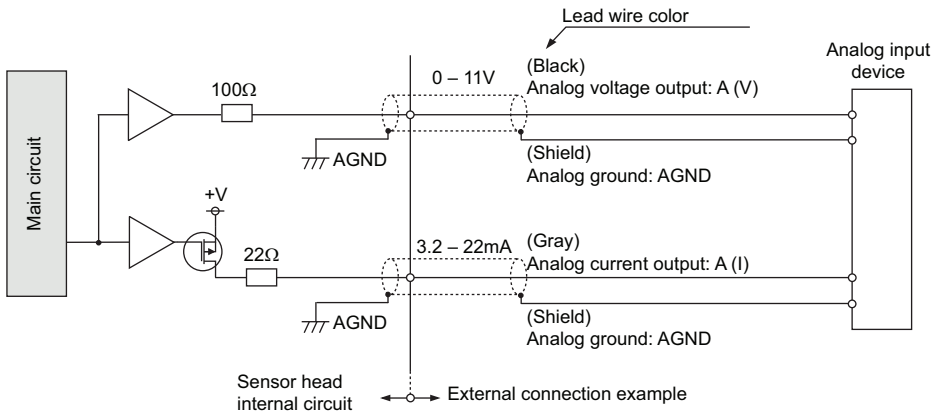 Lead wire color
Analog input
device
Main circuit
100Ω
0 – 11V
(Black)
Analog voltage output: A (V)
AGND
(Shield)
Analog ground: AGND
+V
22Ω
3.2 – 22mA
(Gray)
Analog current output: A (I)
AGND
(Shield)
Analog ground: AGND
Sensor head
internal circuit
External connection example